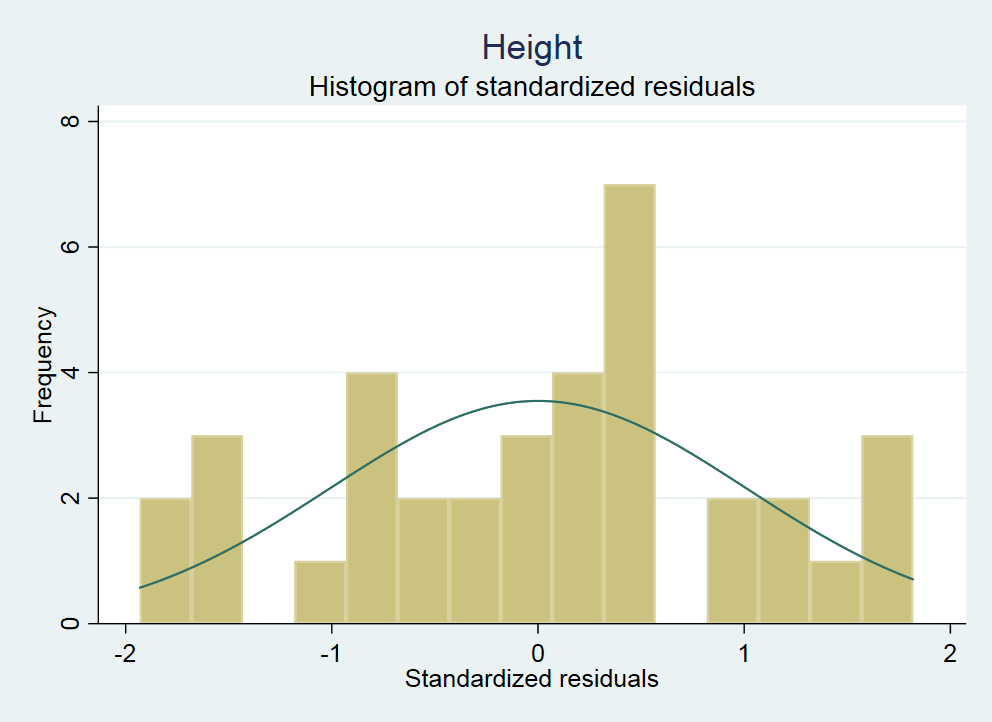 Height
Histogram of standardized residuals
8
6
4
2
0
Frequency
-2 -1 0 1 2
Standardized residuals